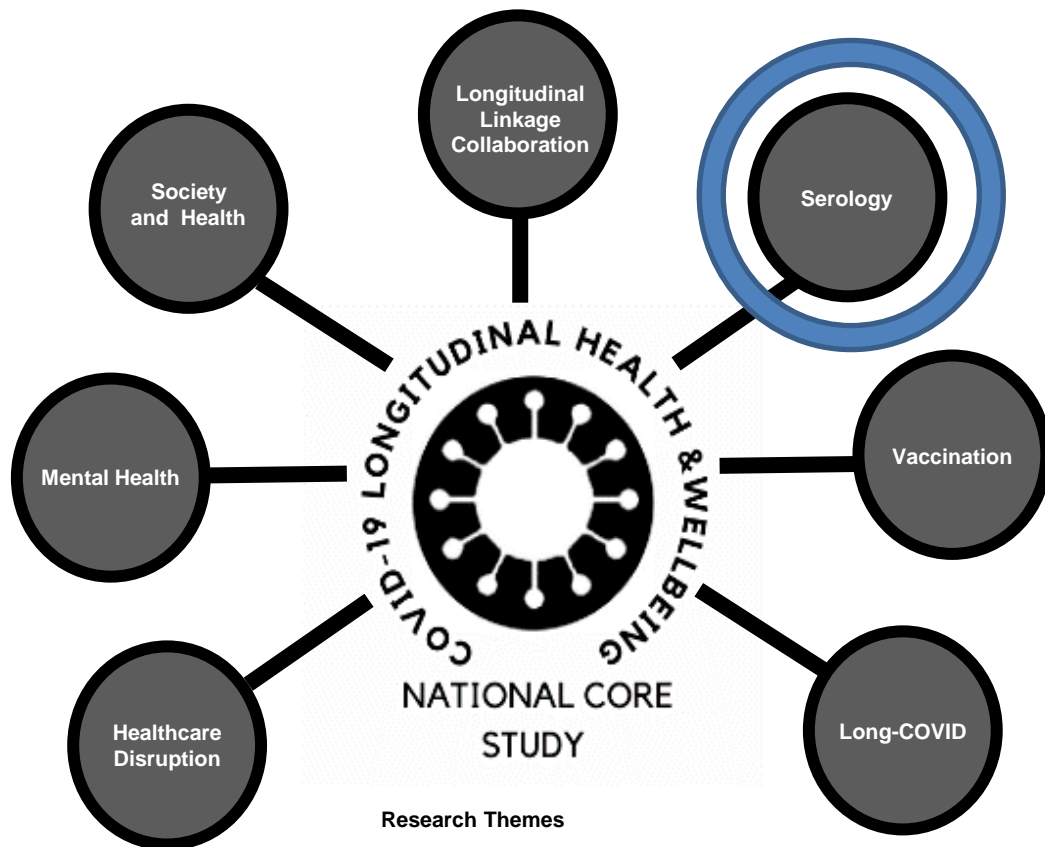 Longitudinal
Linkage
Collaboration
Society
and Health
Serology
Mental Health
Vaccination
COVID-19 LONGITUDINAL HEALTH & WELLBEING
NATIONAL CORE
STUDY
Healthcare
Disruption
Long-COVID
Research Themes